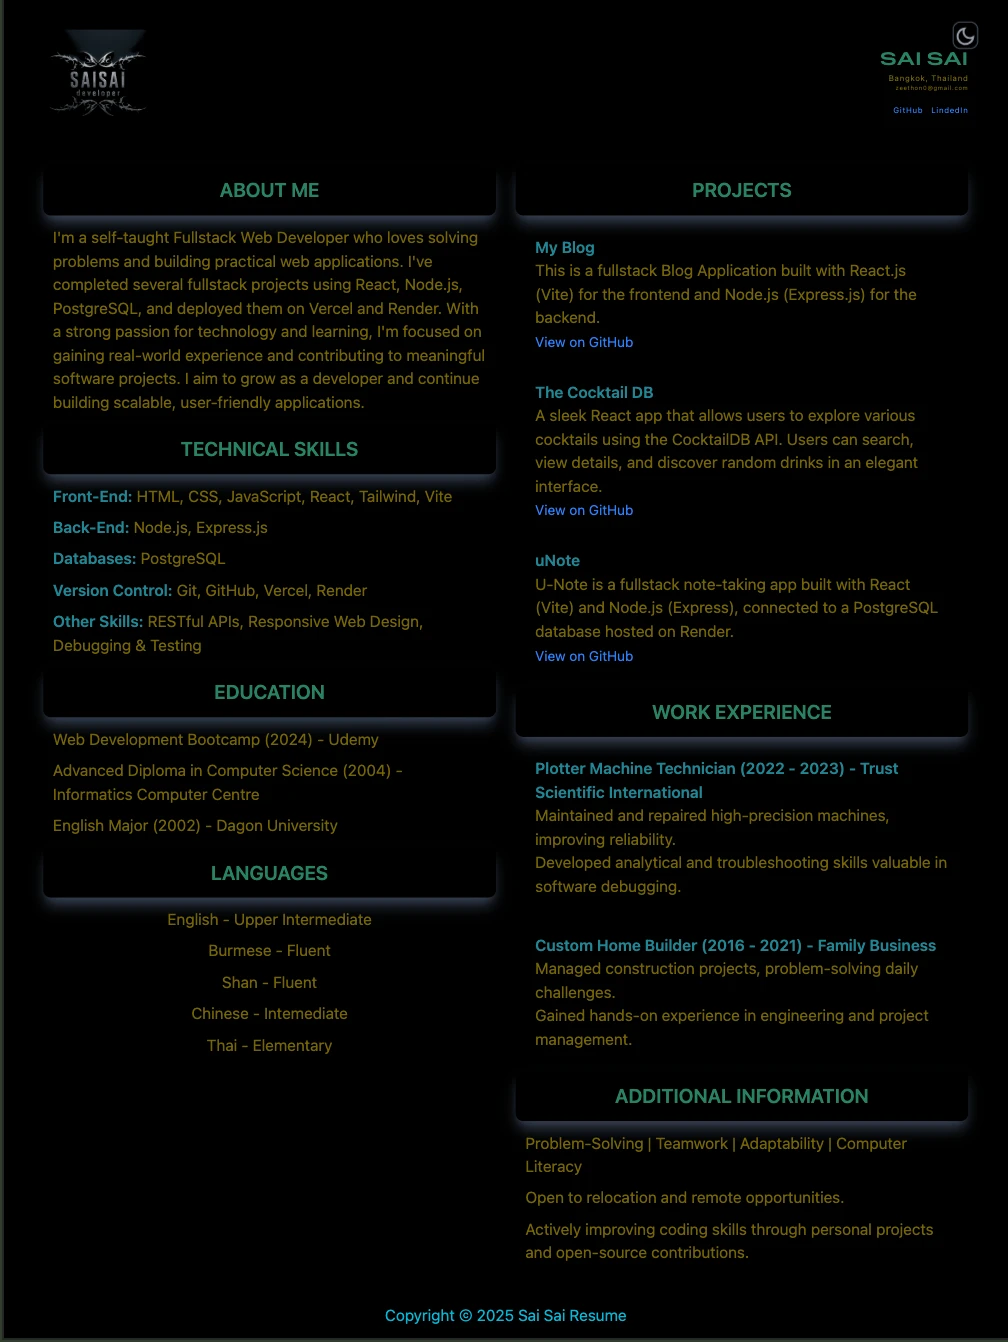 SAISAI
developer
SAI SAI
Bangkok, Thailand
zeethon0@gmail.com
GitHub LindedIn
ABOUT ME
I'm a self-taught Fullstack Web Developer who loves solving
problems and building practical web applications. I've
completed several fullstack projects using React, Node.js,
PostgreSQL, and deployed them on Vercel and Render. With
a strong passion for technology and learning, I'm focused on
gaining real-world experience and contributing to meaningful
software projects. I aim to grow as a developer and continue
building scalable, user-friendly applications.
TECHNICAL SKILLS
Front-End: HTML, CSS, JavaScript, React, Tailwind, Vite
Back-End: Node.js, Express.js
Databases: PostgreSQL
Version Control: Git, GitHub, Vercel, Render
Other Skills: RESTful APIs, Responsive Web Design,
Debugging & Testing
EDUCATION
Web Development Bootcamp (2024) - Udemy
Advanced Diploma in Computer Science (2004) -
Informatics Computer Centre
English Major (2002) - Dagon University
LANGUAGES
English - Upper Intermediate
Burmese - Fluent
Shan - Fluent
Chinese - Intemediate
Thai - Elementary
PROJECTS
My Blog
This is a fullstack Blog Application built with React.js
(Vite) for the frontend and Node.js (Express.js) for the
backend.
View on GitHub
The Cocktail DB
A sleek React app that allows users to explore various
cocktails using the CocktailDB API. Users can search,
view details, and discover random drinks in an elegant
interface.
View on GitHub
uNote
U-Note is a fullstack note-taking app built with React
(Vite) and Node.js (Express), connected to a PostgreSQL
database hosted on Render.
View on GitHub
WORK EXPERIENCE
Plotter Machine Technician (2022 - 2023) - Trust
Scientific International
Maintained and repaired high-precision machines,
improving reliability.
Developed analytical and troubleshooting skills valuable in
software debugging.
Custom Home Builder (2016 - 2021) - Family Business
Managed construction projects, problem-solving daily
challenges.
Gained hands-on experience in engineering and project
management.
ADDITIONAL INFORMATION
Problem-Solving | Teamwork | Adaptability | Computer
Literacy
Open to relocation and remote opportunities.
Actively improving coding skills through personal projects
and open-source contributions.
Copyright © 2025 Sai Sai Resume